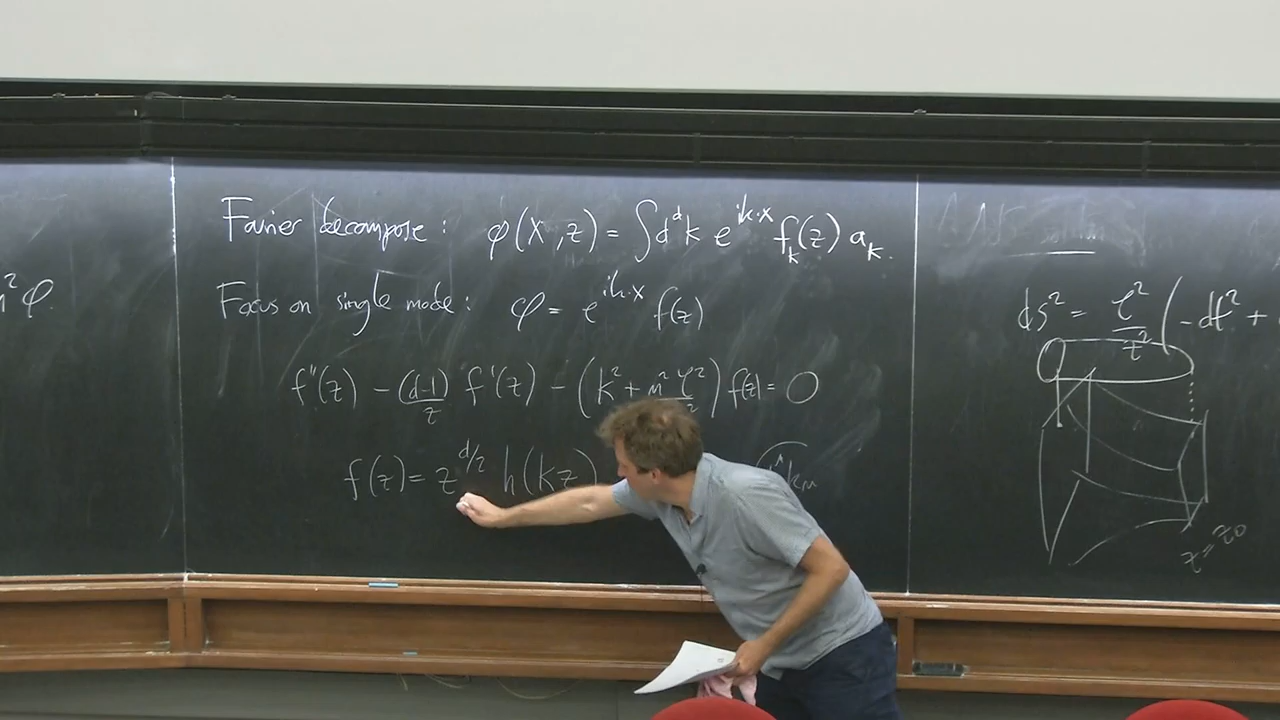 m²φ.
Fourier decompose: φ(x,z) = ∫d^d k e^{ik·x} f_k(z) a_k.
Focus on single mode: φ = e^{ik·x} f(z)
f''(z) - (d-1)/z f'(z) - (k² + m²ℓ²/z²) f(z) = 0
f(z) = z^{d/2} h(kz)
ds² = ℓ²/z² (-dt² +
z=z₀